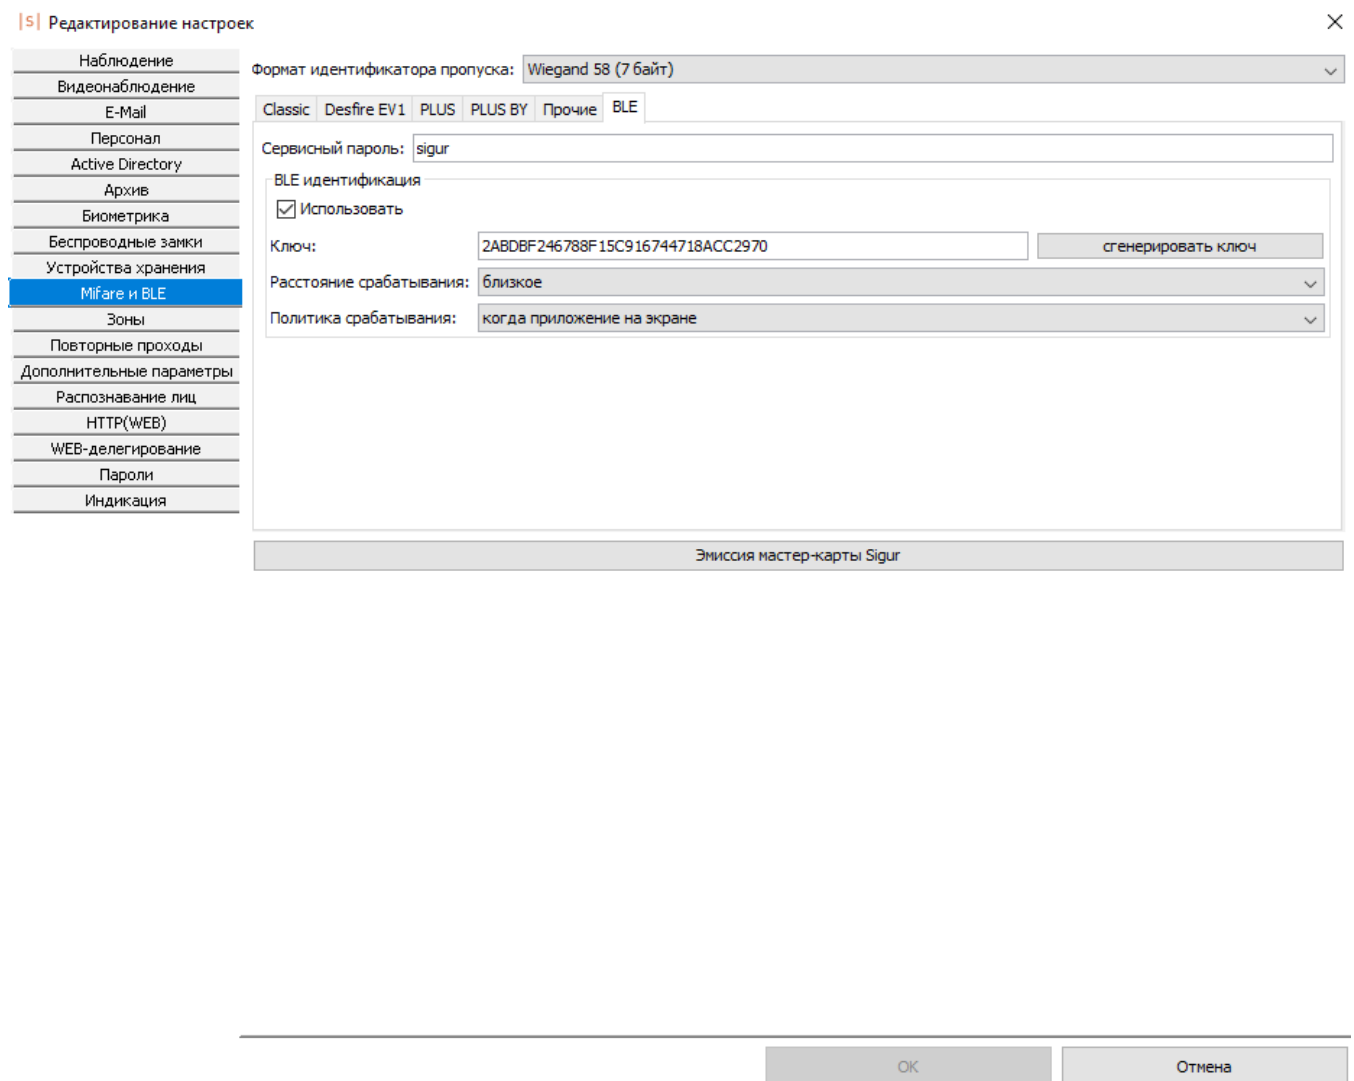 |S| Редактирование настроек
Наблюдение
Видеонаблюдение
E-Mail
Персонал
Active Directory
Архив
Биометрика
Беспроводные замки
Устройства хранения
Mifare и BLE
Зоны
Повторные проходы
Дополнительные параметры
Распознавание лиц
HTTP(WEB)
WEB-делегирование
Пароли
Индикация
Формат идентификатора пропуска: Wiegand 58 (7 байт)
Classic Desfire EV1 PLUS PLUS BY Прочие BLE
Сервисный пароль: sigur
BLE идентификация
Использовать
Ключ: 2ABDBF246788F15C916744718ACC2970 сгенерировать ключ
Расстояние срабатывания: близкое
Политика срабатывания: когда приложение на экране
Эмиссия мастер-карты Sigur
OK Отмена